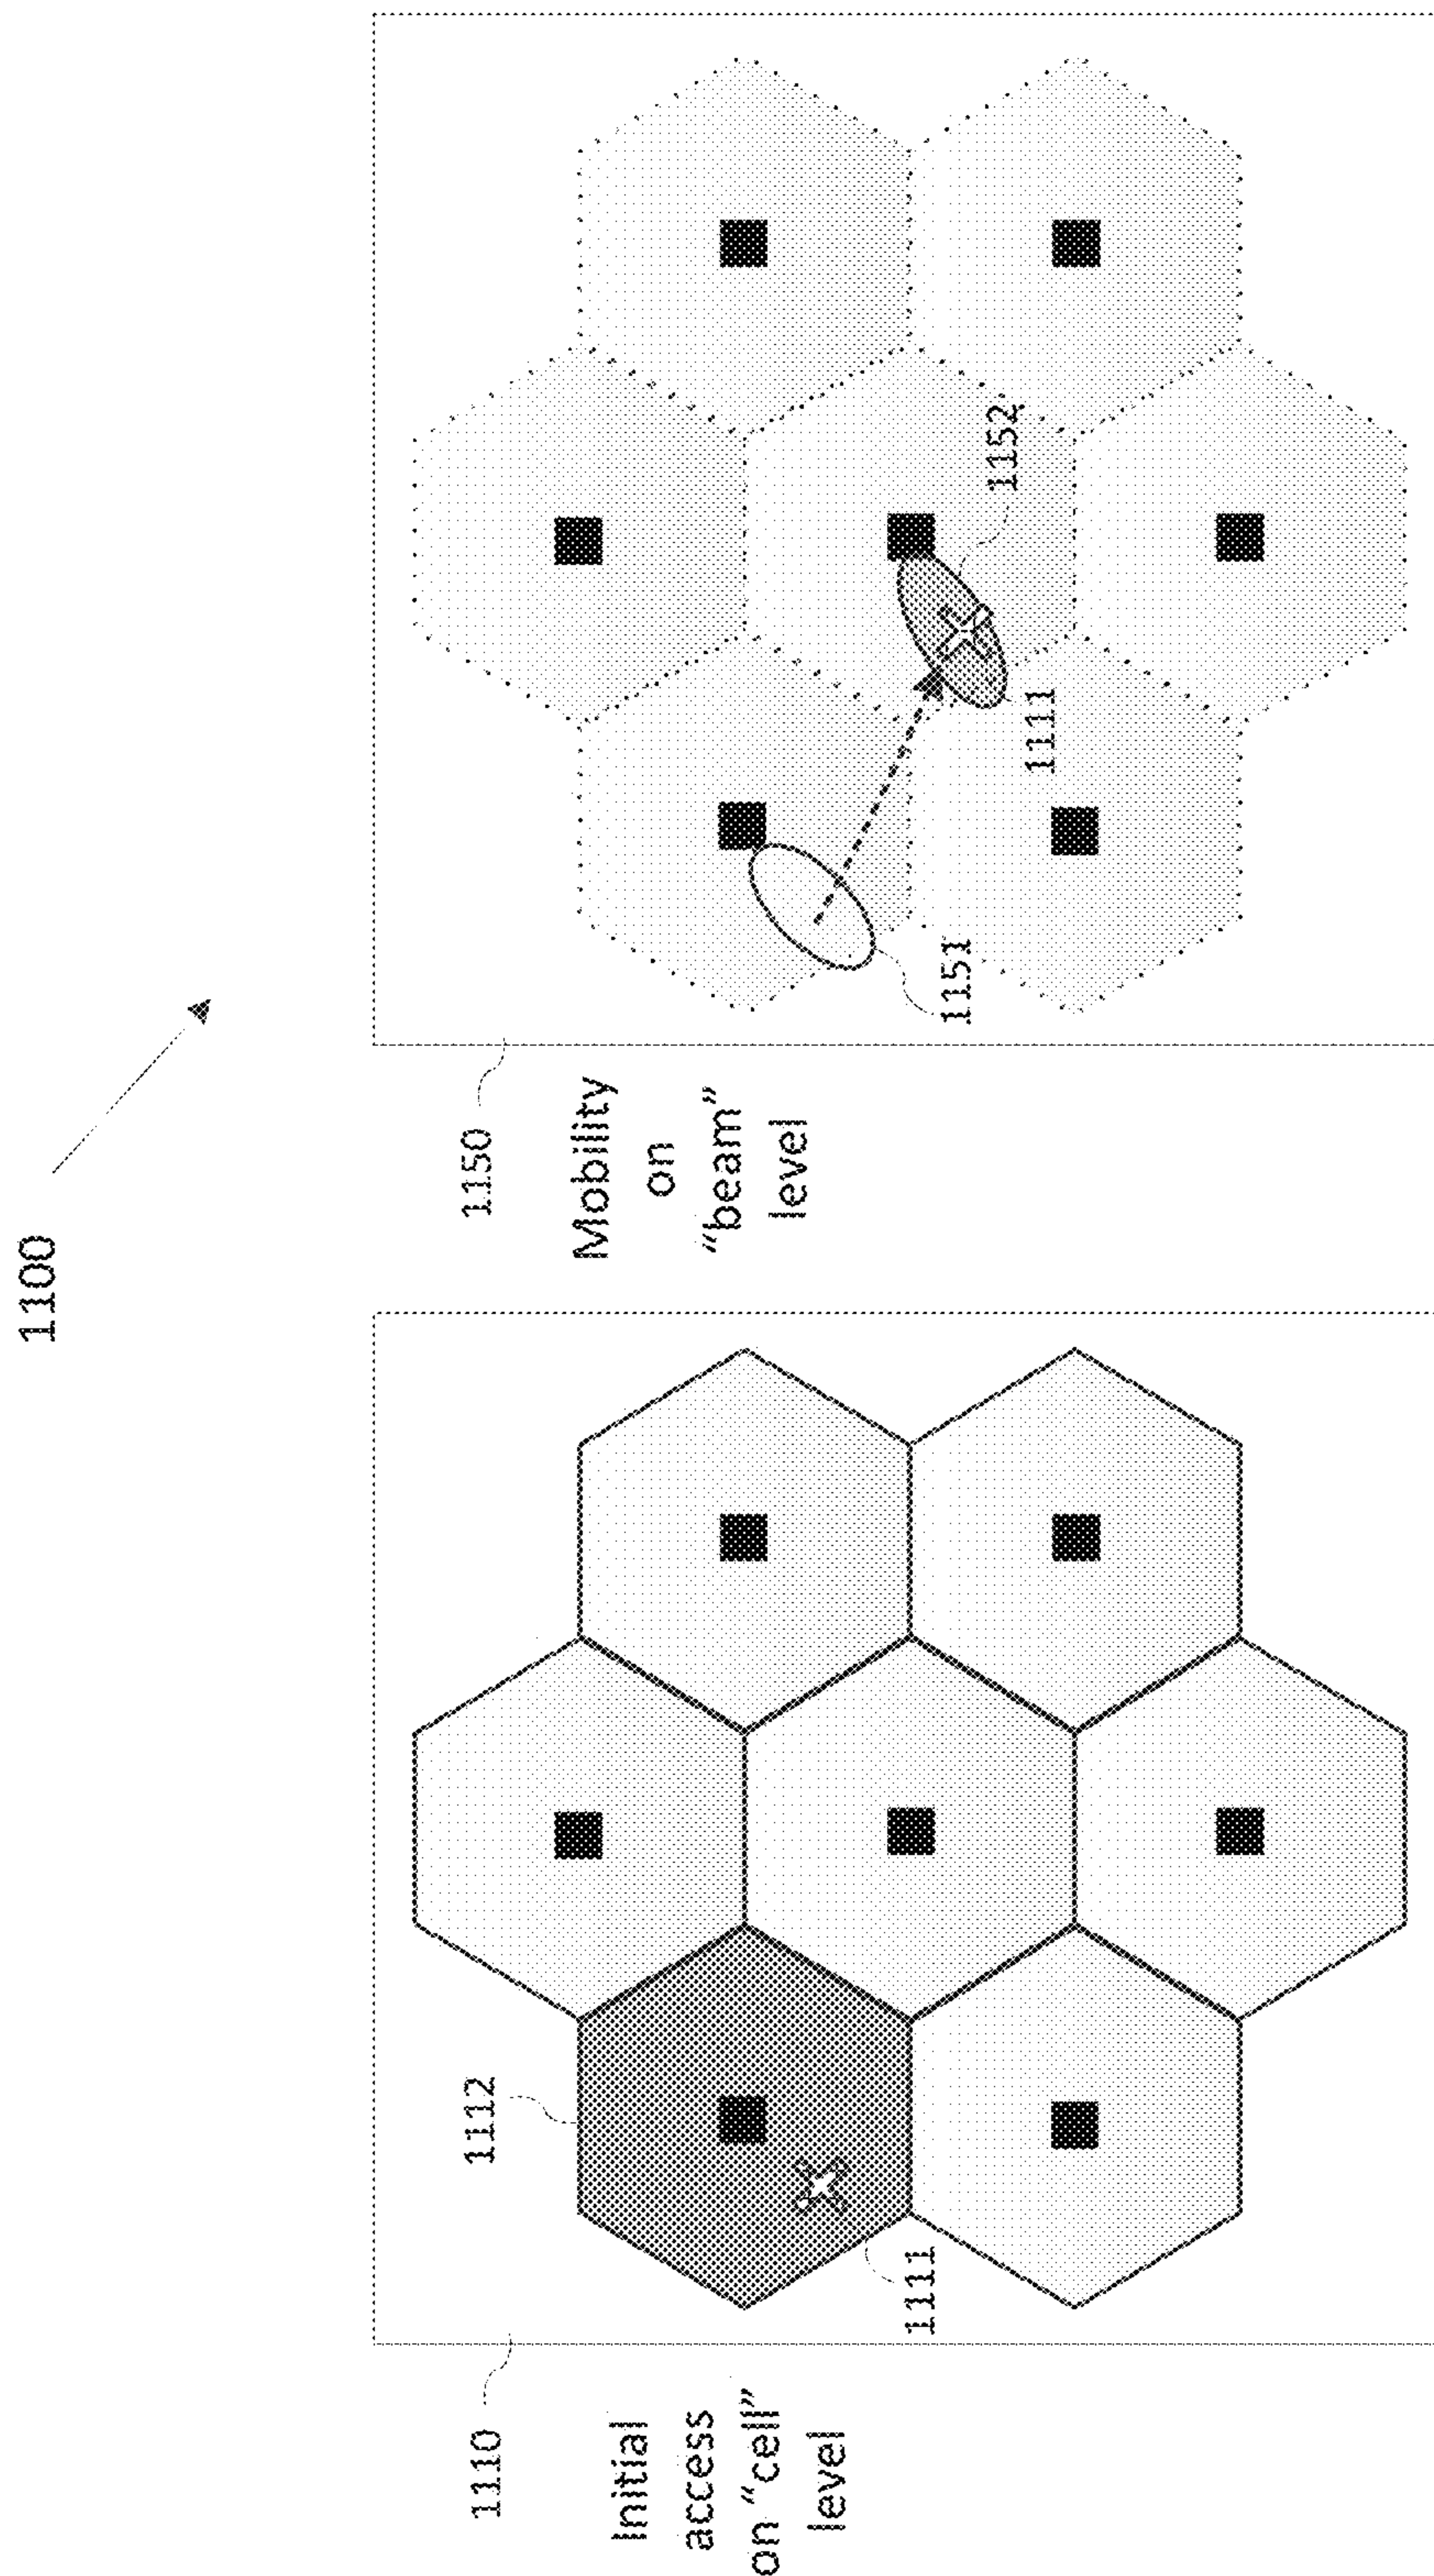 1100
1110
Initial
access
on “cell”
level
1112
1111
1150
Mobility
on
“beam”
level
1151
1111
1152